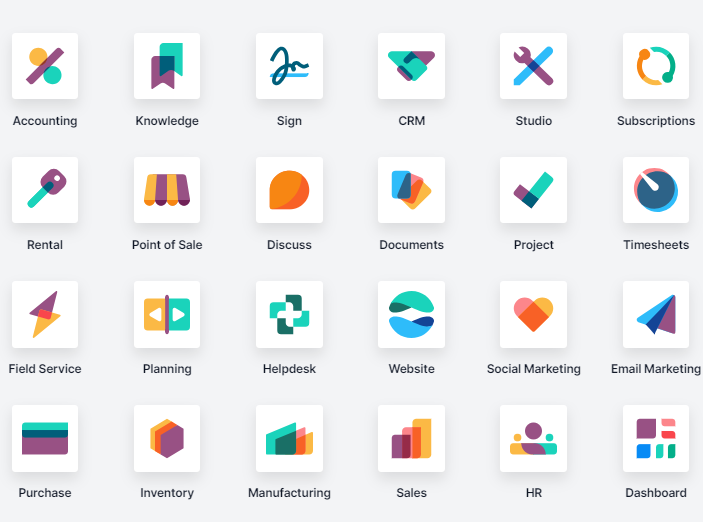 Accounting
Knowledge
Sign
CRM
Studio
Subscriptions
Rental
Point of Sale
Discuss
Documents
Project
Timesheets
Field Service
Planning
Helpdesk
Website
Social Marketing
Email Marketing
Purchase
Inventory
Manufacturing
Sales
HR
Dashboard